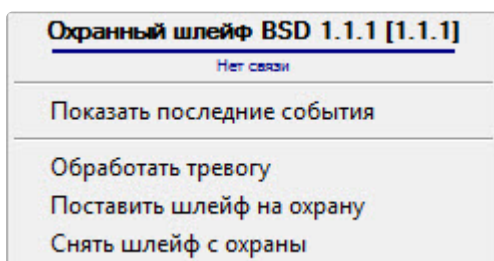 Охранный шлейф BSD 1.1.1 [1.1.1]
Нет связи
Показать последние события
Обработать тревогу
Поставить шлейф на охрану
Снять шлейф с охраны